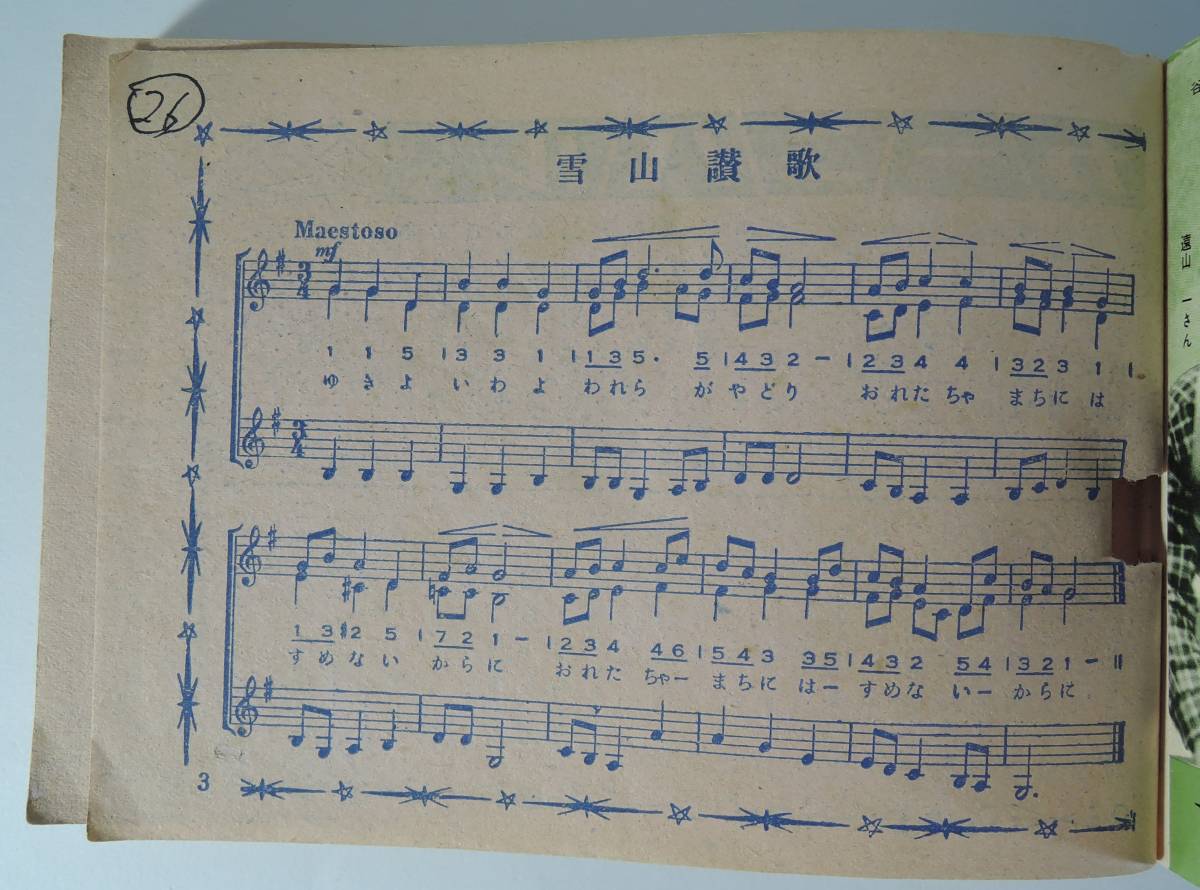 26
雪山讃歌
Maestoso
mf
3/4
1 1 5 | 3 3 1 | 1 3 5 . 5 | 4 3 2 — | 2 3 4 4 | 3 2 3 1 |
ゆきよ いわよ われら が やどり おれた ちゃ まちに は
3/4
1 3 #2 5 | 7 2 1 — | 2 3 4 4 6 | 5 4 3 3 5 | 4 3 2 5 4 | 3 2 1 — ||
すめない からに おれた ちゃー まちに はー すめな いー からに
3
遠山 一さん